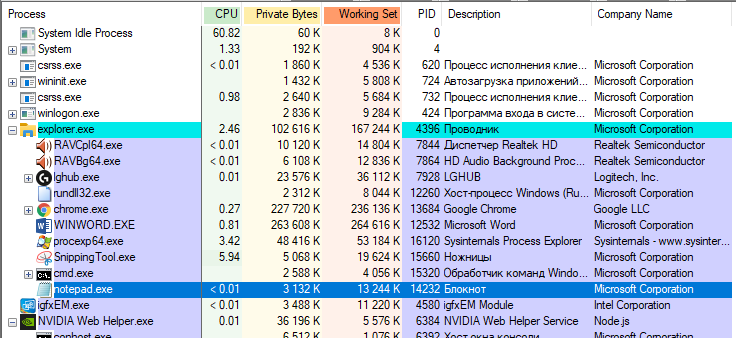 Process CPU Private Bytes Working Set PID Description Company Name
System Idle Process 60.82 60 K 8 K 0
System 1.33 192 K 904 K 4
csrss.exe < 0.01 1 860 K 4 536 K 620 Процесс исполнения клие... Microsoft Corporation
wininit.exe 1 432 K 5 808 K 724 Автозагрузка приложений... Microsoft Corporation
csrss.exe 0.98 2 640 K 5 684 K 732 Процесс исполнения клие... Microsoft Corporation
winlogon.exe 2 836 K 9 284 K 424 Программа входа в систе... Microsoft Corporation
explorer.exe 2.46 102 616 K 167 244 K 4396 Проводник Microsoft Corporation
RAVCpl64.exe < 0.01 10 120 K 14 804 K 7844 Диспетчер Realtek HD Realtek Semiconductor
RAVBg64.exe < 0.01 6 108 K 12 836 K 7864 HD Audio Background Proc... Realtek Semiconductor
lghub.exe 0.01 23 576 K 36 112 K 7928 LGHUB Logitech, Inc.
rundll32.exe 2 312 K 8 044 K 12260 Хост-процесс Windows (Ru... Microsoft Corporation
chrome.exe 0.27 227 720 K 236 136 K 13684 Google Chrome Google LLC
WINWORD.EXE 0.81 263 608 K 264 616 K 12532 Microsoft Word Microsoft Corporation
procexp64.exe 3.42 48 416 K 53 184 K 16120 Sysinternals Process Explorer Sysinternals - www.sysinter...
SnippingTool.exe 5.94 5 068 K 19 624 K 15660 Ножницы Microsoft Corporation
cmd.exe 2 588 K 4 056 K 15320 Обработчик команд Window... Microsoft Corporation
notepad.exe < 0.01 3 132 K 13 244 K 14232 Блокнот Microsoft Corporation
igfxEM.exe < 0.01 3 488 K 11 220 K 4580 igfxEM Module Intel Corporation
NVIDIA Web Helper.exe 0.01 36 196 K 5 576 K 6384 NVIDIA Web Helper Service Node.js
conhost.exe 6 512 K 1 076 K 6392 Хост окна консоли Microsoft Corporation